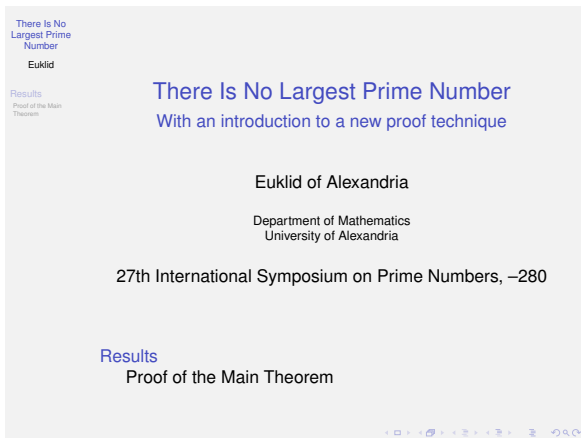 There Is No
Largest Prime
Number
Euklid
Results
Proof of the Main
Theorem
There Is No Largest Prime Number
With an introduction to a new proof technique
Euklid of Alexandria
Department of Mathematics
University of Alexandria
27th International Symposium on Prime Numbers, –280
Results
Proof of the Main Theorem